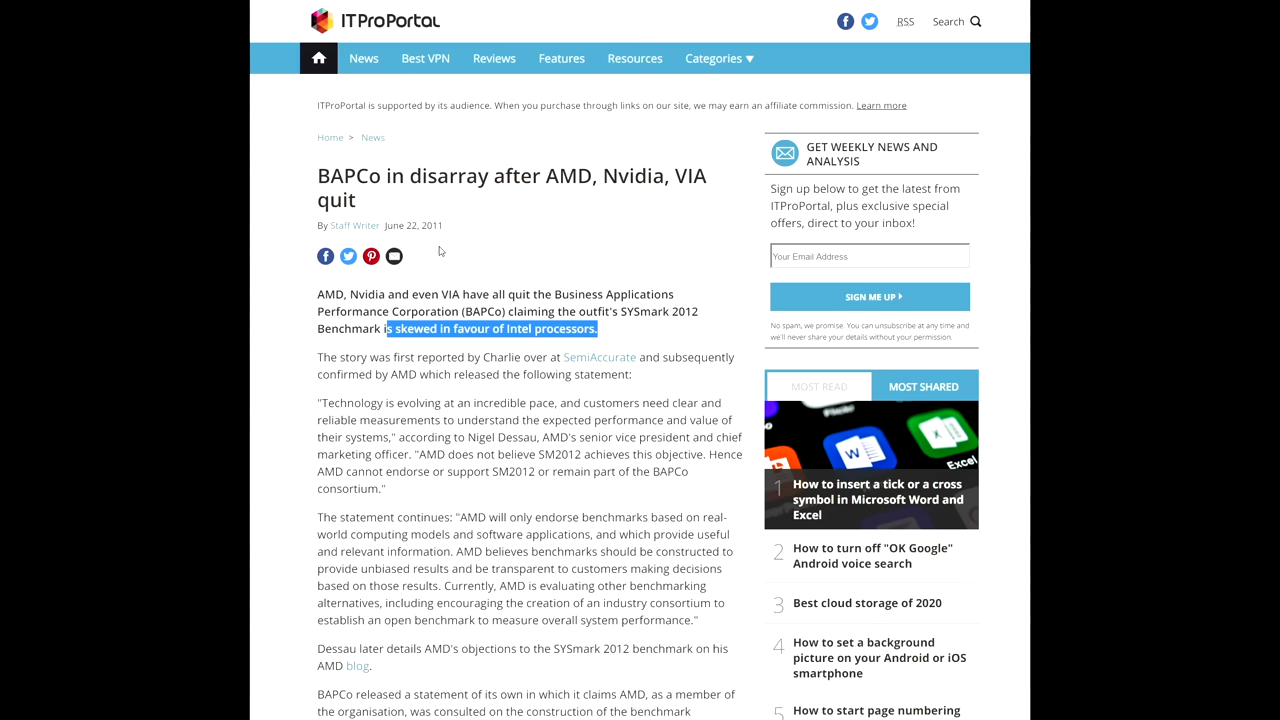 ITProPortal
RSS
Search
News
Best VPN
Reviews
Features
Resources
Categories ▼
ITProPortal is supported by its audience. When you purchase through links on our site, we may earn an affiliate commission. Learn more
Home > News
BAPCo in disarray after AMD, Nvidia, VIA
quit
By Staff Writer June 22, 2011
AMD, Nvidia and even VIA have all quit the Business Applications
Performance Corporation (BAPCo) claiming the outfit's SYSmark 2012
Benchmark is skewed in favour of Intel processors.
The story was first reported by Charlie over at SemiAccurate and subsequently
confirmed by AMD which released the following statement:
"Technology is evolving at an incredible pace, and customers need clear and
reliable measurements to understand the expected performance and value of
their systems," according to Nigel Dessau, AMD's senior vice president and chief
marketing officer. "AMD does not believe SM2012 achieves this objective. Hence
AMD cannot endorse or support SM2012 or remain part of the BAPCo
consortium."
The statement continues: "AMD will only endorse benchmarks based on real-
world computing models and software applications, and which provide useful
and relevant information. AMD believes benchmarks should be constructed to
provide unbiased results and be transparent to customers making decisions
based on those results. Currently, AMD is evaluating other benchmarking
alternatives, including encouraging the creation of an industry consortium to
establish an open benchmark to measure overall system performance."
Dessau later details AMD's objections to the SYSmark 2012 benchmark on his
AMD blog.
BAPCo released a statement of its own in which it claims AMD, as a member of
the organisation, was consulted on the construction of the benchmark
GET WEEKLY NEWS AND
ANALYSIS
Sign up below to get the latest from
ITProPortal, plus exclusive special
offers, direct to your inbox!
Your Email Address
SIGN ME UP
No spam, we promise. You can unsubscribe at any time and
we'll never share your details without your permission.
MOST READ
MOST SHARED
Flickr
W
X
Excel
1 How to insert a tick or a cross
symbol in Microsoft Word and
Excel
2 How to turn off "OK Google"
Android voice search
3 Best cloud storage of 2020
4 How to set a background
picture on your Android or iOS
smartphone
5 How to start page numbering